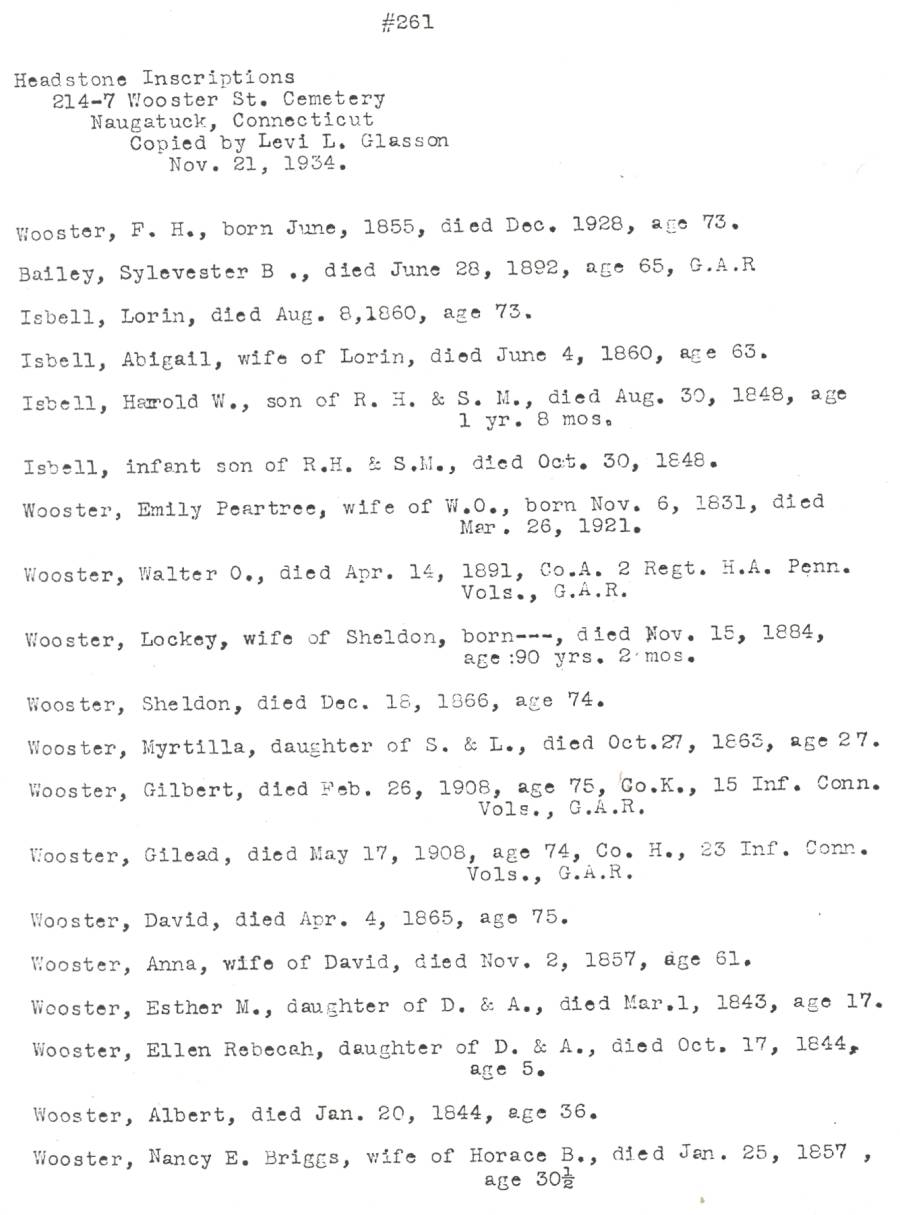 #261
Headstone Inscriptions
214-7 Wooster St. Cemetery
Naugatuck, Connecticut
Copied by Levi L. Glasson
Nov. 21, 1934.
Wooster, F. H., born June, 1855, died Dec. 1928, age 73.
Bailey, Sylevester B ., died June 28, 1892, age 65, G.A.R
Isbell, Lorin, died Aug. 8,1860, age 73.
Isbell, Abigail, wife of Lorin, died June 4, 1860, age 63.
Isbell, Harold W., son of R. H. & S. M., died Aug. 30, 1848, age
1 yr. 8 mos.
Isbell, infant son of R.H. & S.M., died Oct. 30, 1848.
Wooster, Emily Peartree, wife of W.O., born Nov. 6, 1831, died
Mar. 26, 1921.
Wooster, Walter O., died Apr. 14, 1891, Co.A. 2 Regt. H.A. Penn.
Vols., G.A.R.
Wooster, Lockey, wife of Sheldon, born---, died Nov. 15, 1884,
age :90 yrs. 2 mos.
Wooster, Sheldon, died Dec. 18, 1866, age 74.
Wooster, Myrtilla, daughter of S. & L., died Oct.27, 1863, age 27.
Wooster, Gilbert, died Feb. 26, 1908, age 75, Co.K., 15 Inf. Conn.
Vols., G.A.R.
Wooster, Gilead, died May 17, 1908, age 74, Co. H., 23 Inf. Conn.
Vols., G.A.R.
Wooster, David, died Apr. 4, 1865, age 75.
Wooster, Anna, wife of David, died Nov. 2, 1857, age 61.
Wooster, Esther M., daughter of D. & A., died Mar.1, 1843, age 17.
Wooster, Ellen Rebecah, daughter of D. & A., died Oct. 17, 1844,
age 5.
Wooster, Albert, died Jan. 20, 1844, age 36.
Wooster, Nancy E. Briggs, wife of Horace B., died Jan. 25, 1857 ,
age 30½